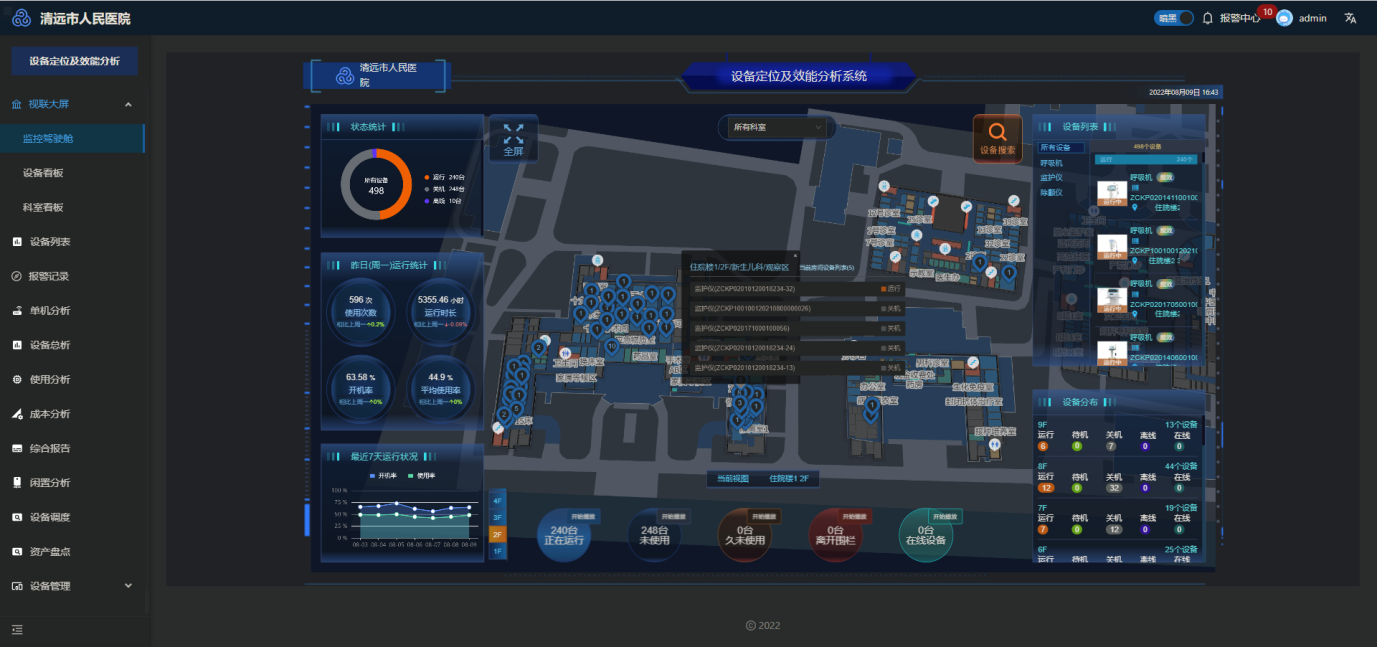 清远市人民医院
暗黑
报警中心
10
admin
设备定位及效能分析
视联大屏
监控驾驶舱
设备看板
科室看板
设备列表
报警记录
单机分析
设备总析
使用分析
成本分析
综合报告
闲置分析
设备调度
资产盘点
设备管理
清远市人民医
院
设备定位及效能分析系统
2022年08月09日 16:43
状态统计
所有设备
498
运行 240台
关机 248台
离线 10台
全屏
所有科室
设备搜索
昨日(周一)运行统计
596 次
使用次数
相比上周一+0.2%
5355.46 小时
运行时长
相比上周一-0.09%
63.58 %
开机率
相比上周一+0%
44.9 %
平均使用率
相比上周一+0%
最近7天运行状况
开机率 使用率
100 %
75 %
50 %
25 %
0 %
08-03 08-04 08-05 08-06 08-07 08-08 08-09
4F
3F
2F
1F
住院楼1/2F/新生儿科/观察区 当前房间设备列表(5)
监护仪(ZCKP02010120018234-32) 运行
监护仪(ZCKP10010012021080000026) 关机
监护仪(ZCKP020171000100056) 关机
监护仪(ZCKP02010120018234-24) 关机
监护仪(ZCKP02010120018234-13) 关机
当前视图 住院楼1 2F
开始播放
240台
正在运行
开始播放
248台
未使用
开始播放
0台
久未使用
开始播放
0台
离开围栏
开始播放
0台
在线设备
设备列表
所有设备
呼吸机
监护仪
除颤仪
498个设备
运行 240个
呼吸机
ZCKP0201411001
住院楼
运行中
呼吸机
ZCKP1001001202
住院楼
运行中
呼吸机
ZCKP0201705001
住院楼
运行中
呼吸机
ZCKP0201406001
运行中
设备分布
9F 13个设备
运行 待机 关机 离线 在线
6 0 7 0 0
8F 44个设备
运行 待机 关机 离线 在线
12 0 32 0 0
7F 19个设备
运行 待机 关机 离线 在线
7 0 12 0 0
6F 25个设备
运行 待机 关机 离线 在线
© 2022